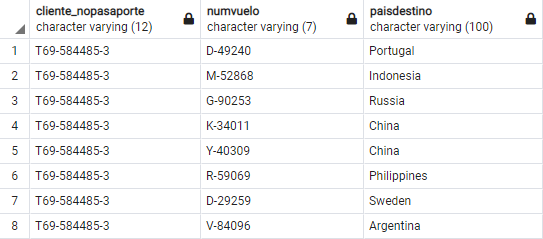 cliente_nopasaporte numvuelo paisdestino
character varying (12) character varying (7) character varying (100)
1 T69-584485-3 D-49240 Portugal
2 T69-584485-3 M-52868 Indonesia
3 T69-584485-3 G-90253 Russia
4 T69-584485-3 K-34011 China
5 T69-584485-3 Y-40309 China
6 T69-584485-3 R-59069 Philippines
7 T69-584485-3 D-29259 Sweden
8 T69-584485-3 V-84096 Argentina